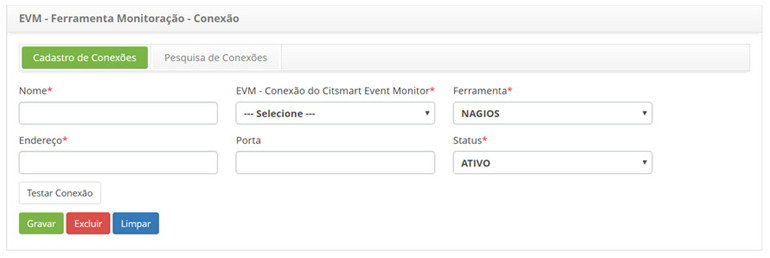 EVM - Ferramenta Monitoração - Conexão
Cadastro de Conexões Pesquisa de Conexões
Nome* EVM - Conexão do Citsmart Event Monitor* Ferramenta*
--- Selecione --- NAGIOS
Endereço* Porta Status*
ATIVO
Testar Conexão
Gravar Excluir Limpar